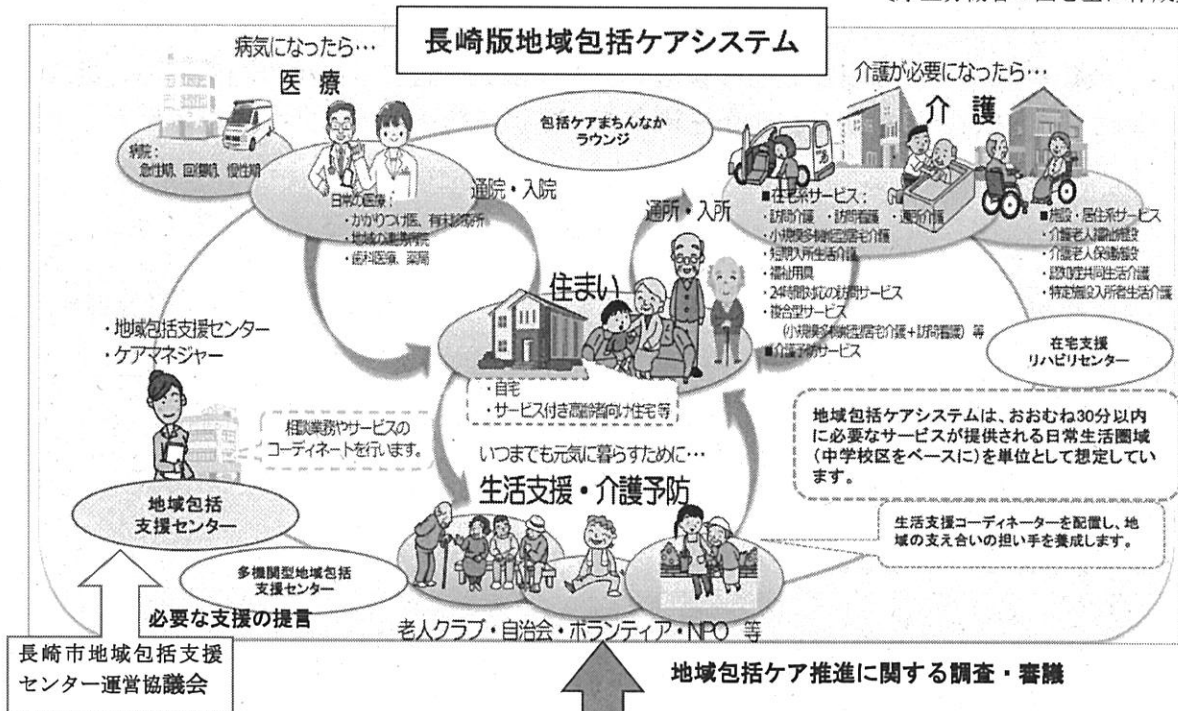 長崎版地域包括ケアシステム
病気になったら…
医 療
病院：
急性期、回復期、慢性期
日常の医療：
・かかりつけ医、有床診療所
・地域の連携病院
・歯科医療、薬局
通院・入院
包括ケアまちんなか
ラウンジ
介護が必要になったら…
介 護
通所・入所
■在宅系サービス：
・訪問介護 ・訪問看護 ・通所介護
・小規模多機能型居宅介護
・短期入所生活介護
・福祉用具
・24時間対応の訪問サービス
・複合型サービス
（小規模多機能型居宅介護＋訪問看護）等
■介護予防サービス
■施設・居住系サービス
・介護老人福祉施設
・介護老人保健施設
・認知症共同生活介護
・特定施設入所者生活介護
在宅支援
リハビリセンター
住まい
・自宅
・サービス付き高齢者向け住宅等
・地域包括支援センター
・ケアマネジャー
相談業務やサービスの
コーディネートを行います。
地域包括
支援センター
多機関型地域包括
支援センター
いつまでも元気に暮らすために…
生活支援・介護予防
老人クラブ・自治会・ボランティア・NPO 等
地域包括ケアシステムは、おおむね30分以内
に必要なサービスが提供される日常生活圏域
（中学校区をベースに）を単位として想定してい
ます。
生活支援コーディネーターを配置し、地
域の支え合いの担い手を養成します。
必要な支援の提言
長崎市地域包括支援
センター運営協議会
地域包括ケア推進に関する調査・審議